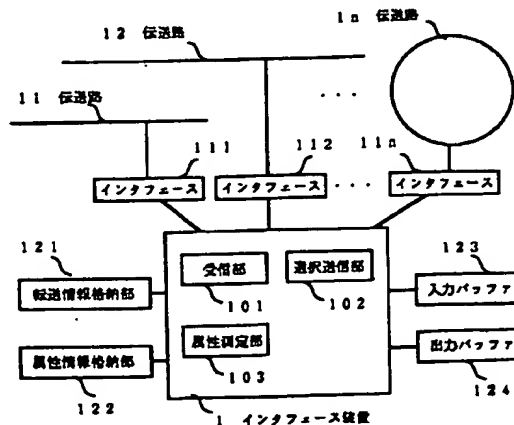 12 伝送路
1n 伝送路
11 伝送路
...
111
112
11n
インタフェース
インタフェース
...
インタフェース
121
転送情報格納部
受信部
101
選択送信部
102
123
入力バッファ
属性判定部
103
属性情報格納部
122
出力バッファ
124
1 インタフェース装置